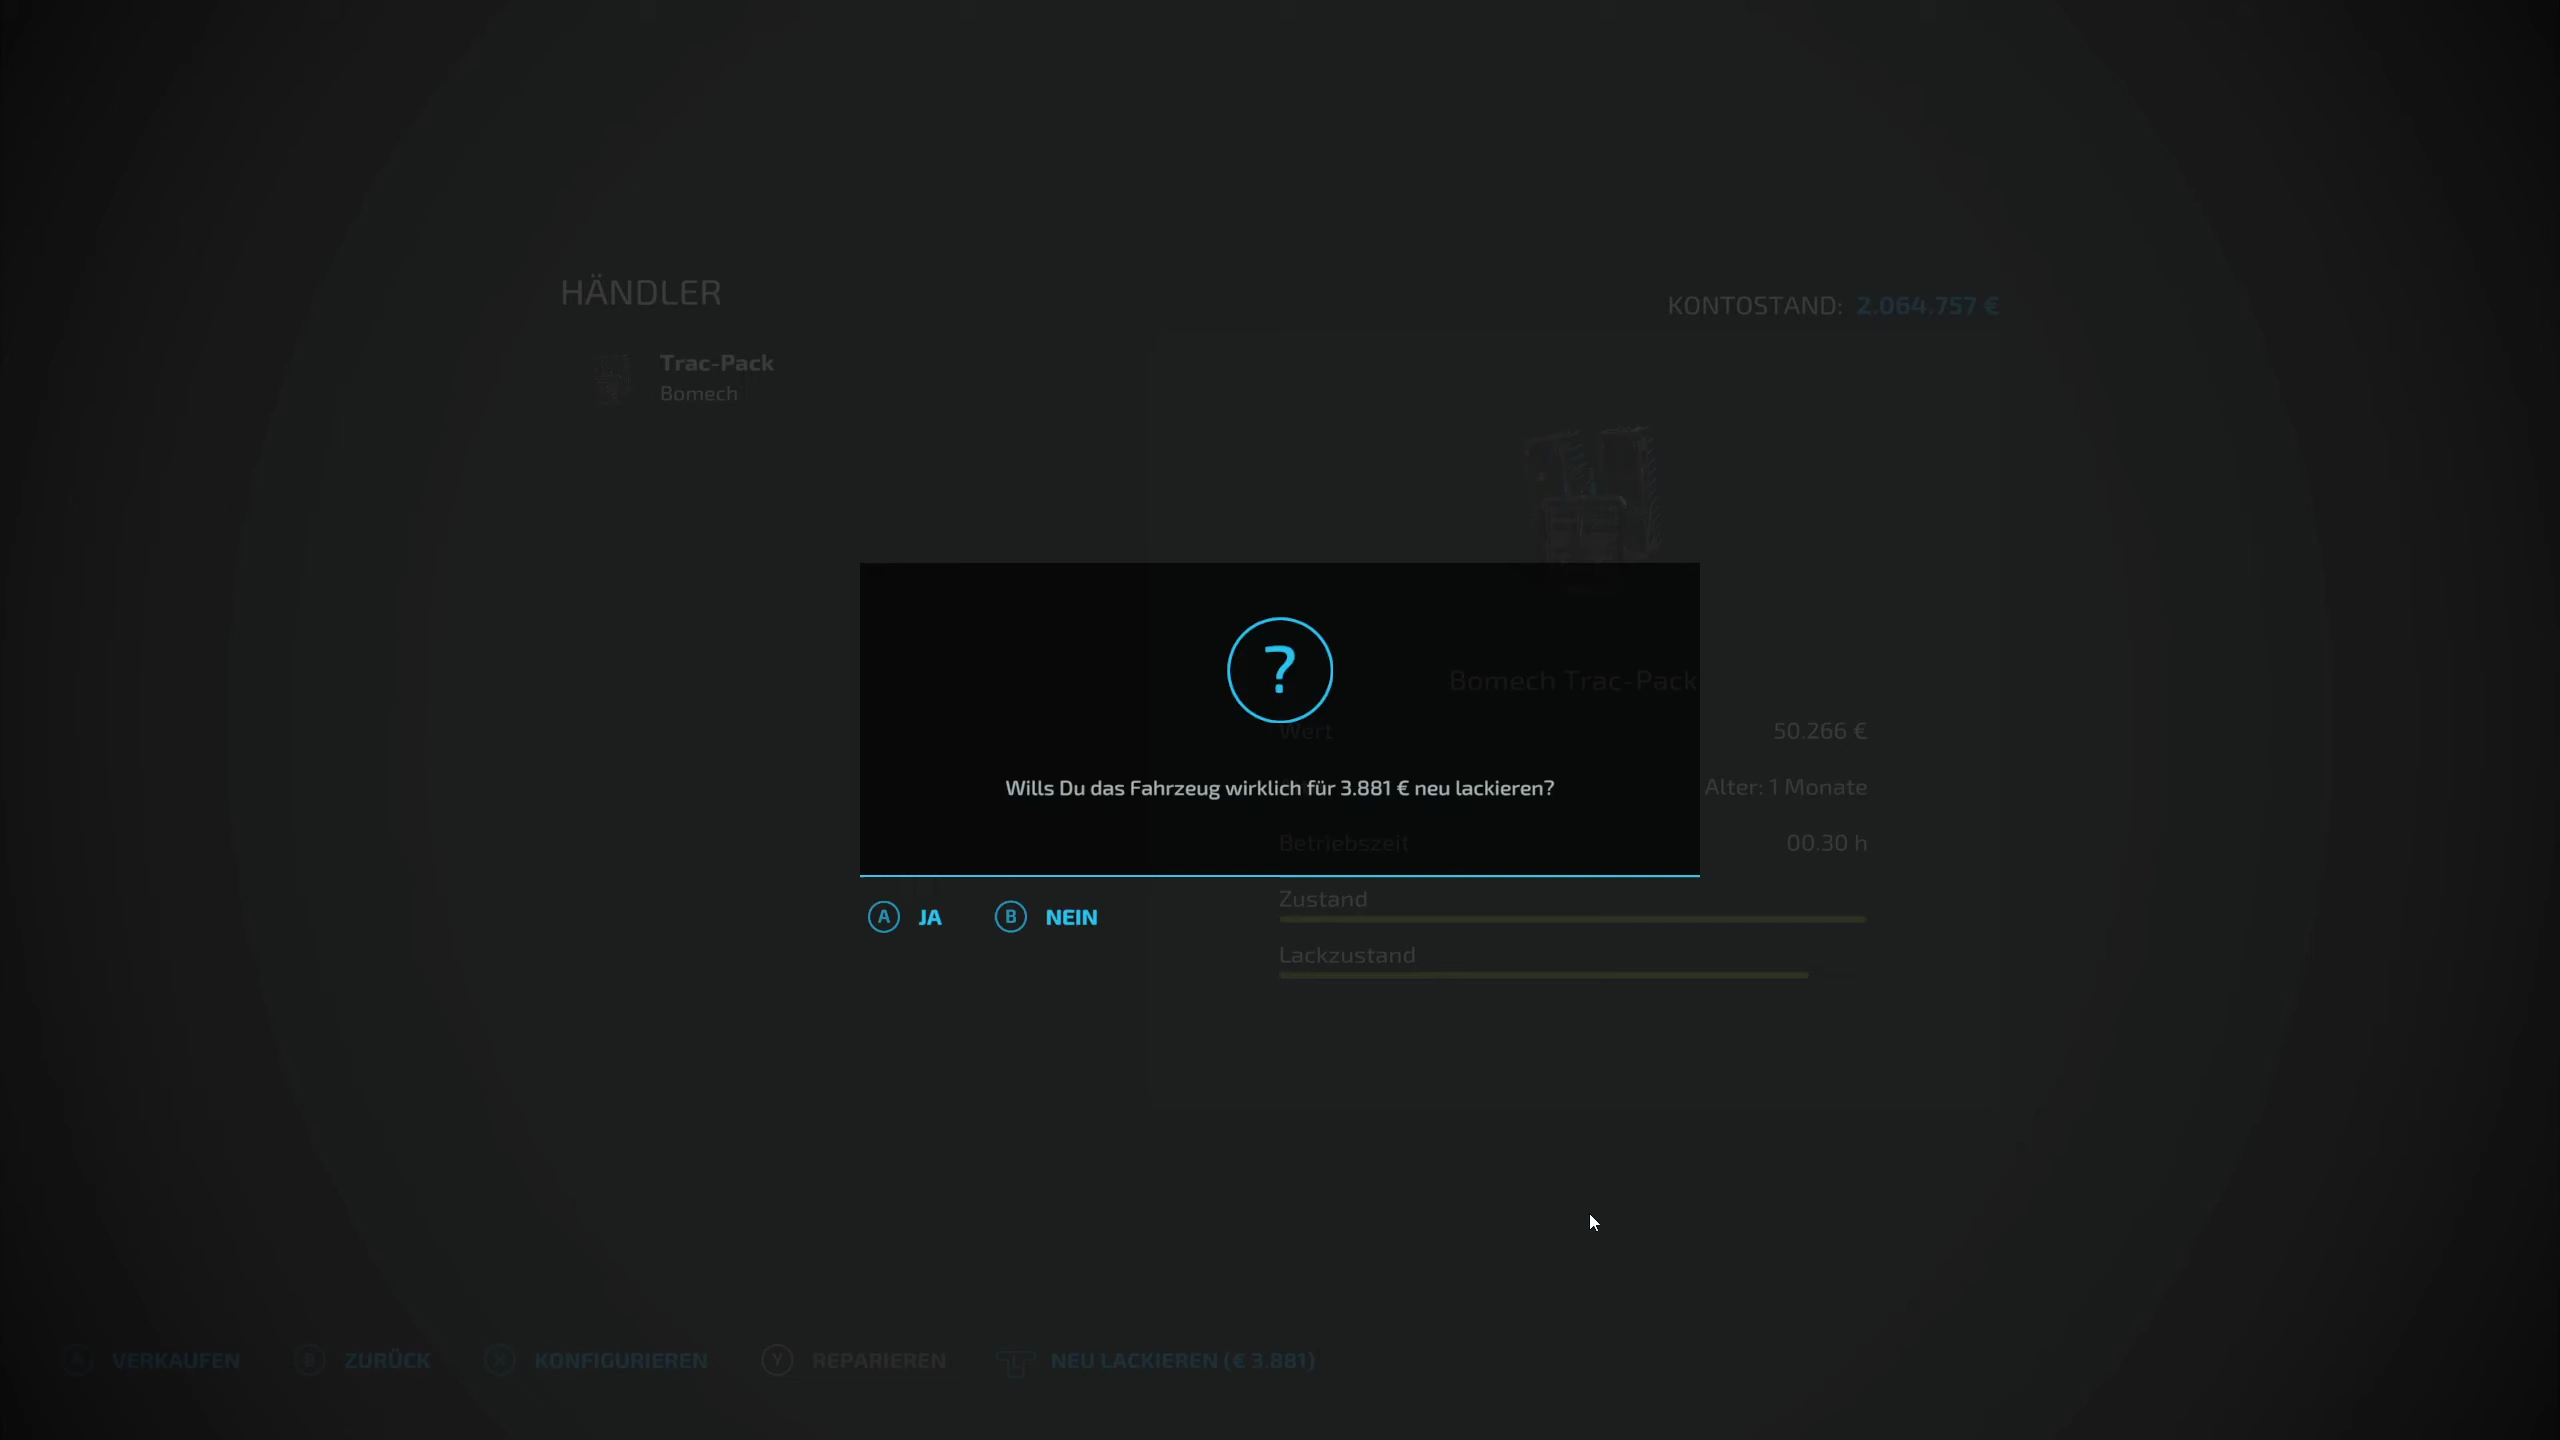 HÄNDLER
KONTOSTAND: 2.064.757 €
Trac-Pack
Bomech
?
Bomech Trac-Pack
Wert 50.266 €
Wills Du das Fahrzeug wirklich für 3.881 € neu lackieren?
Alter: 1 Monate
Betriebszeit 00.30 h
A JA B NEIN
Zustand
Lackzustand
A VERKAUFEN B ZURÜCK X KONFIGURIEREN Y REPARIEREN NEU LACKIEREN (€ 3.881)